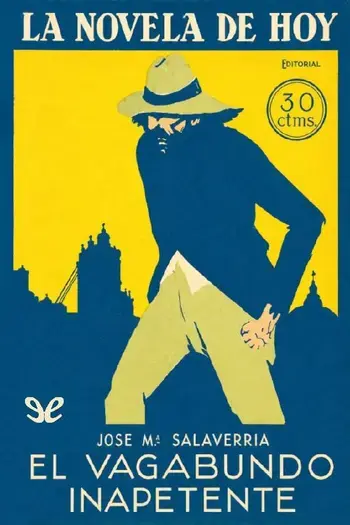 LA NOVELA DE HOY
EDITORIAL
30
ctms.
JOSE Mª SALAVERRIA
EL VAGABUNDO
INAPETENTE